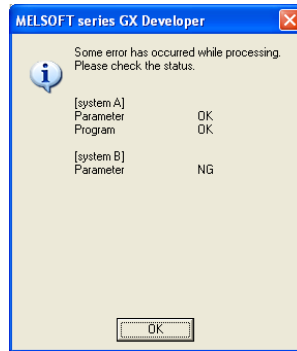 MELSOFT series GX Developer
Some error has occurred while processing.
Please check the status.
[system A]
Parameter OK
Program OK
[system B]
Parameter NG
OK